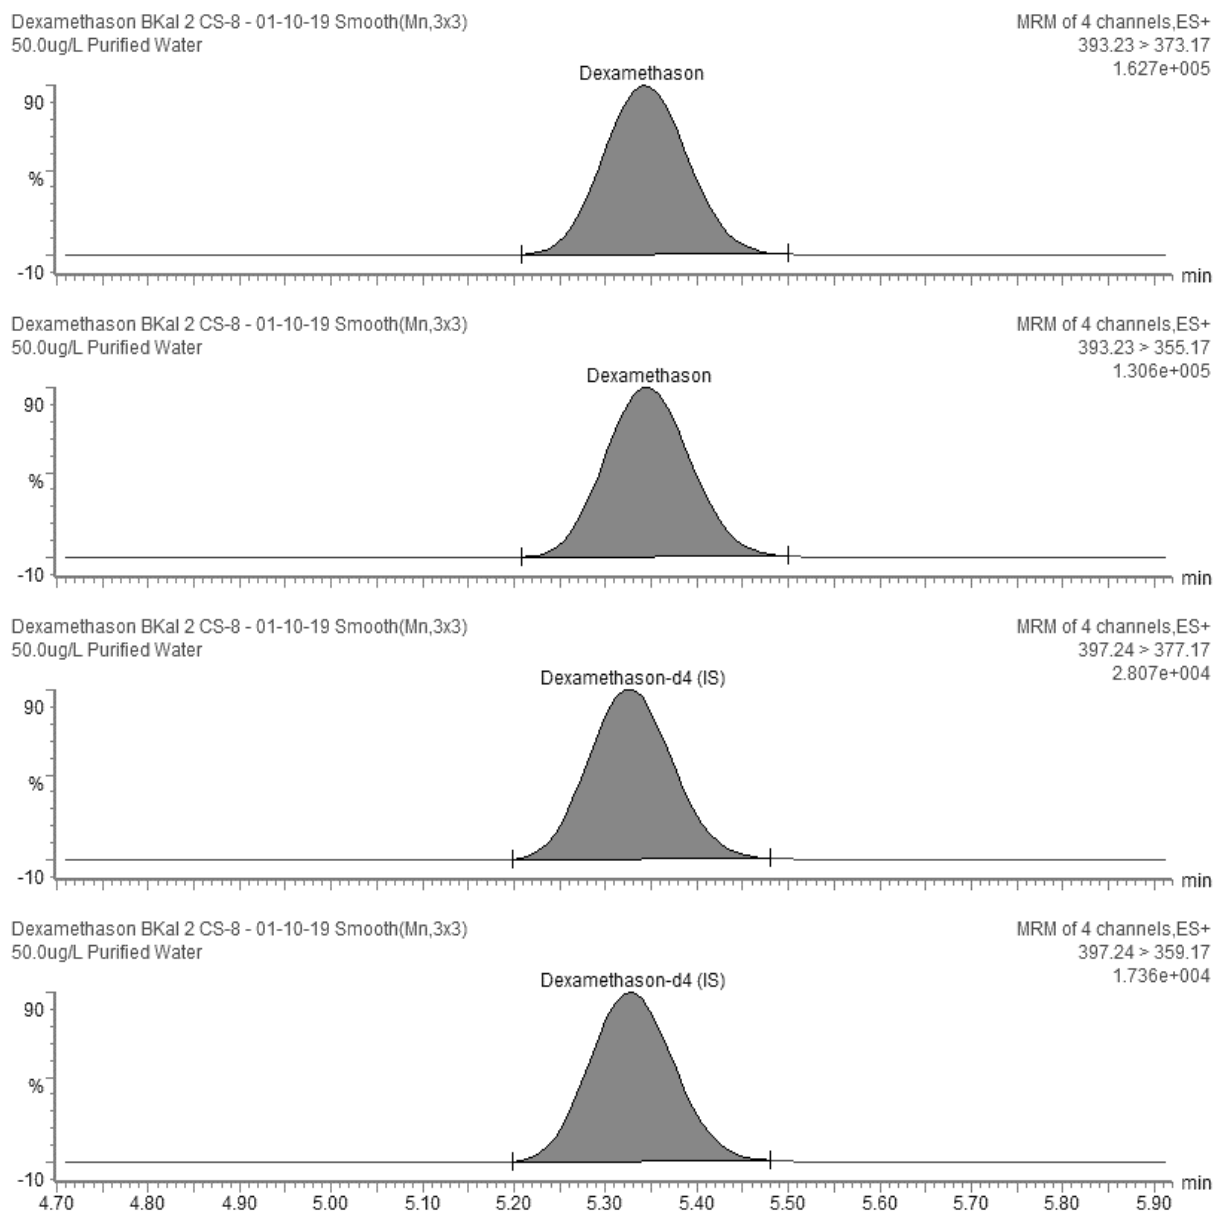 Dexamethason BKal 2 CS-8 - 01-10-19 Smooth(Mn,3x3)
MRM of 4 channels,ES+
50.0ug/L Purified Water
393.23 > 373.17
1.627e+005
Dexamethason
90
%
-10
min
Dexamethason BKal 2 CS-8 - 01-10-19 Smooth(Mn,3x3)
MRM of 4 channels,ES+
50.0ug/L Purified Water
393.23 > 355.17
1.306e+005
Dexamethason
90
%
-10
min
Dexamethason BKal 2 CS-8 - 01-10-19 Smooth(Mn,3x3)
MRM of 4 channels,ES+
50.0ug/L Purified Water
397.24 > 377.17
2.807e+004
Dexamethason-d4 (IS)
90
%
-10
min
Dexamethason BKal 2 CS-8 - 01-10-19 Smooth(Mn,3x3)
MRM of 4 channels,ES+
50.0ug/L Purified Water
397.24 > 359.17
1.736e+004
Dexamethason-d4 (IS)
90
%
-10
min
4.70 4.80 4.90 5.00 5.10 5.20 5.30 5.40 5.50 5.60 5.70 5.80 5.90